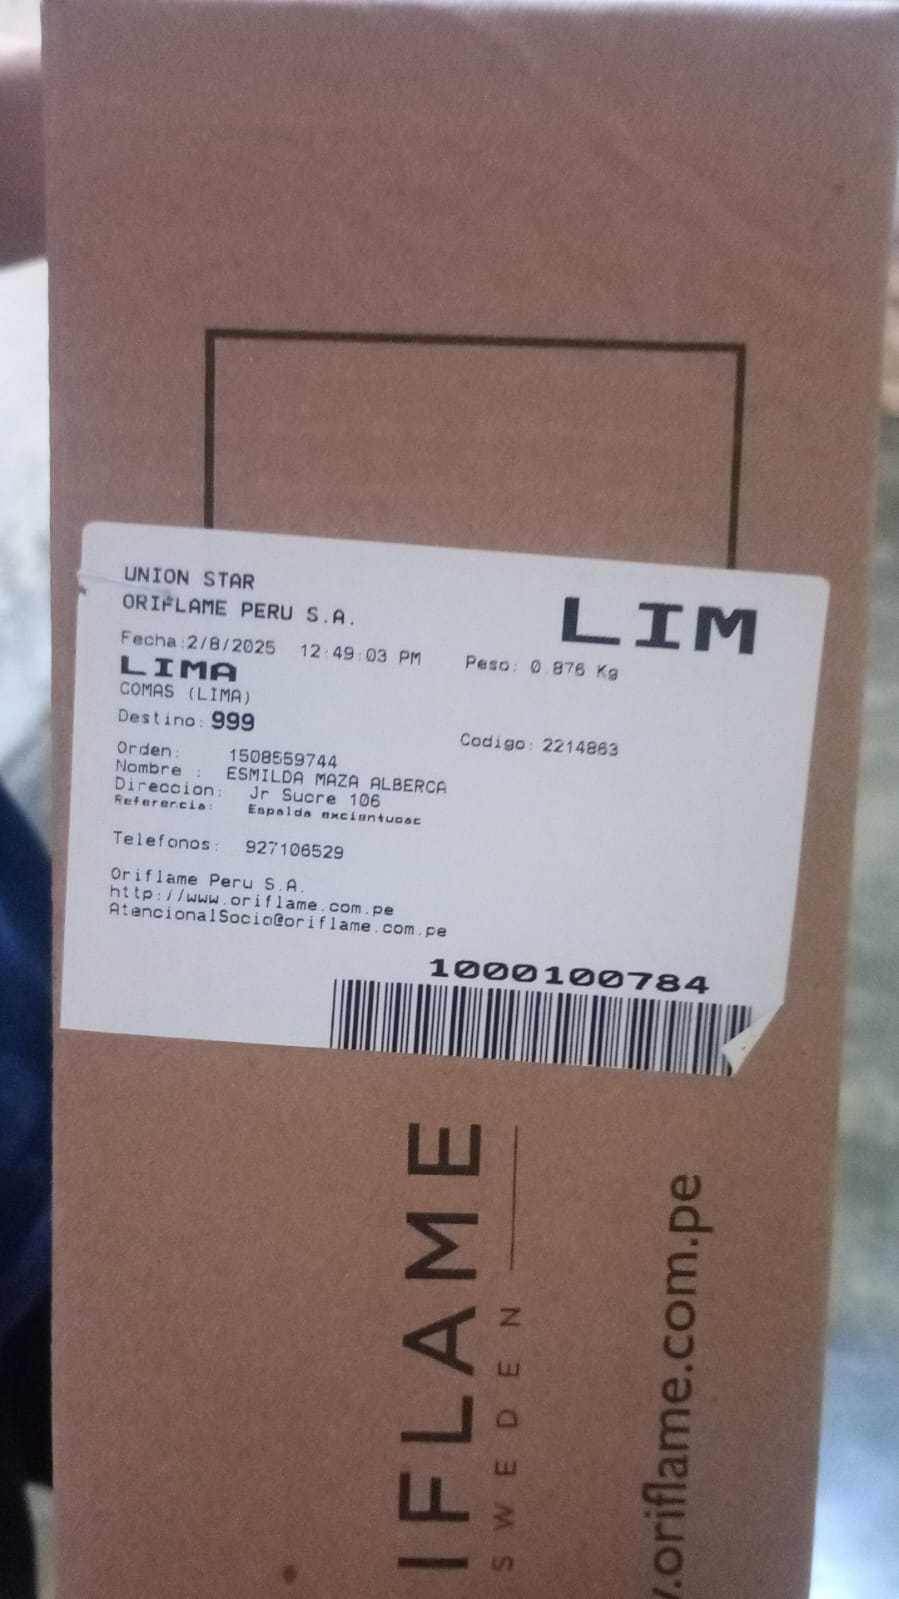 UNION STAR
ORIFLAME PERU S.A.
LIM
Fecha:2/8/2025 12:49:03 PM Peso: 0.876 Kg
LIMA
COMAS (LIMA)
Destino: 999
Codigo: 2214863
Orden: 1508559744
Nombre : ESMILDA MAZA ALBERCA
Direccion: Jr Sucre 106
Referencia: Espalda
Telefonos: 927106529
Oriflame Peru S.A.
http://www.oriflame.com.pe
AtencionalSocio@oriflame.com.pe
1000100784
IFLAME
SWEDEN
.oriflame.com.pe